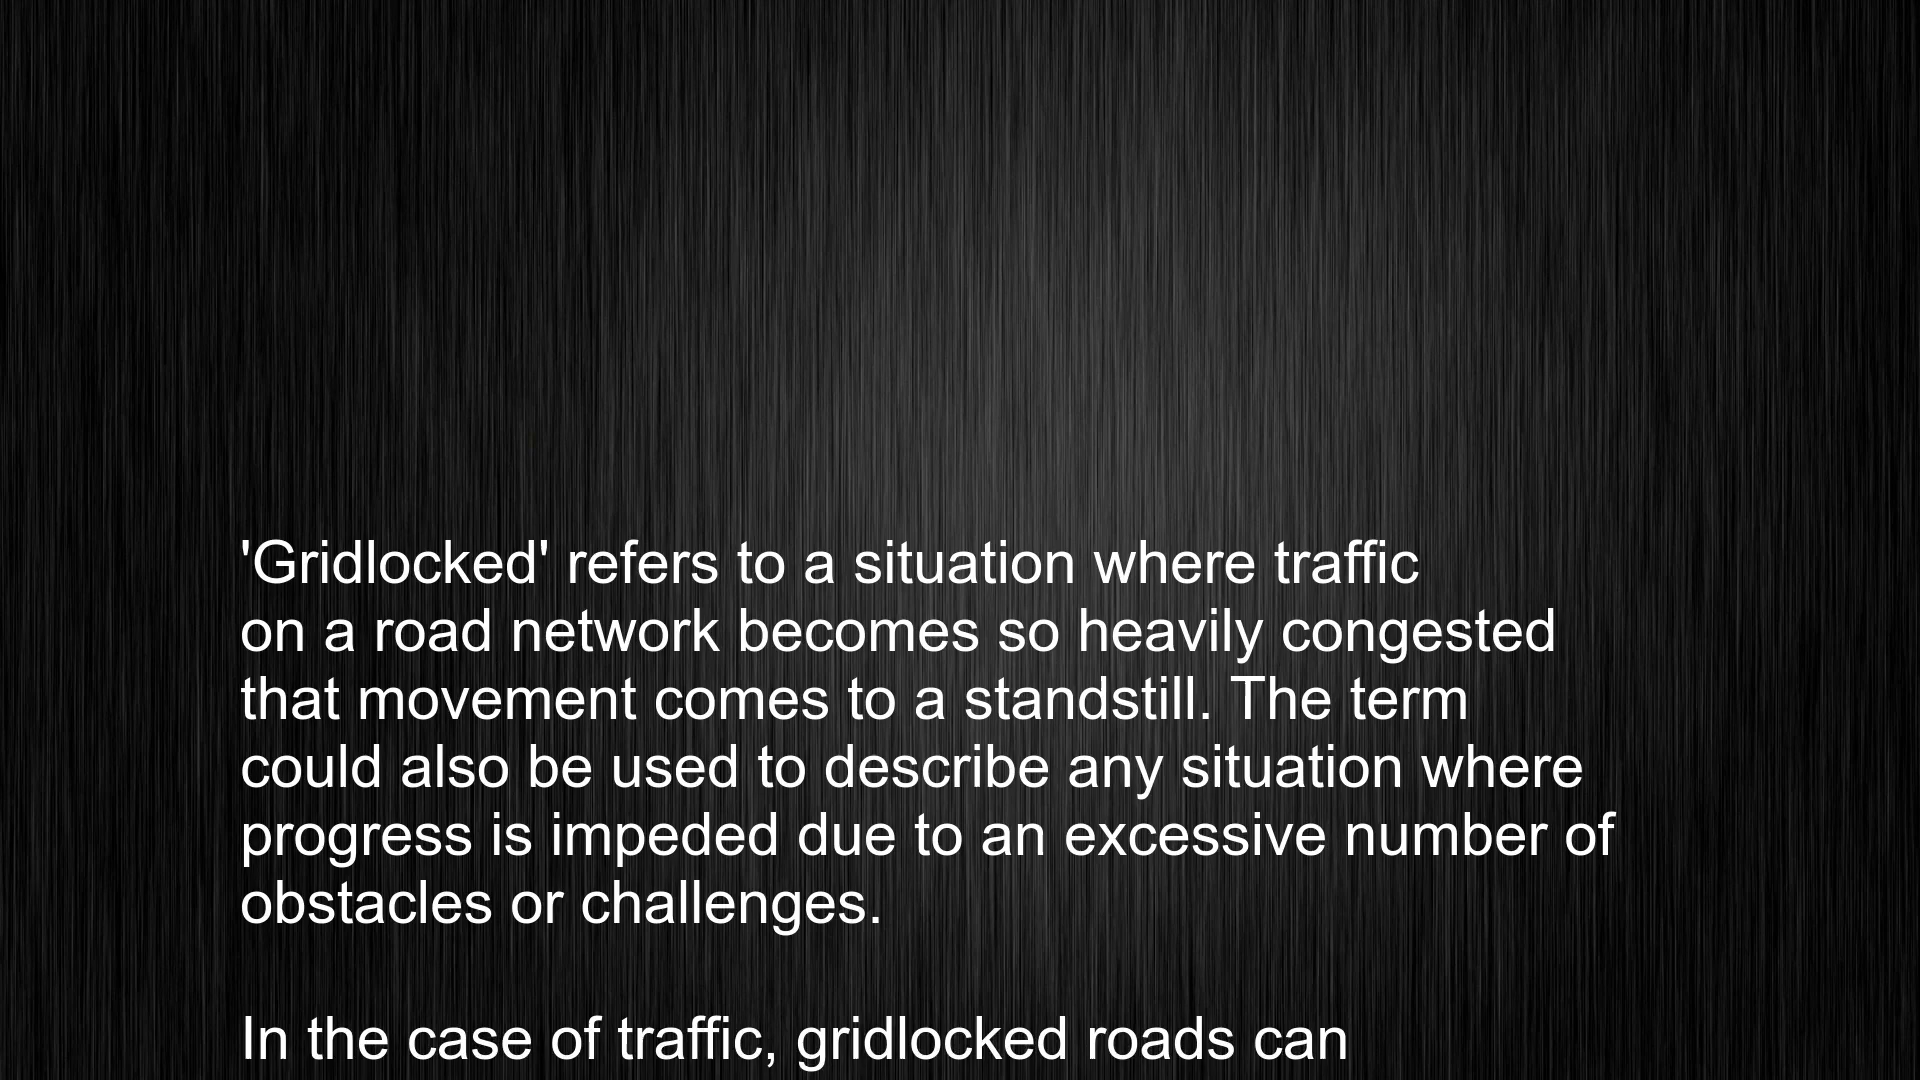 'Gridlocked' refers to a situation where traffic
on a road network becomes so heavily congested
that movement comes to a standstill. The term
could also be used to describe any situation where
progress is impeded due to an excessive number of
obstacles or challenges.
In the case of traffic, gridlocked roads can